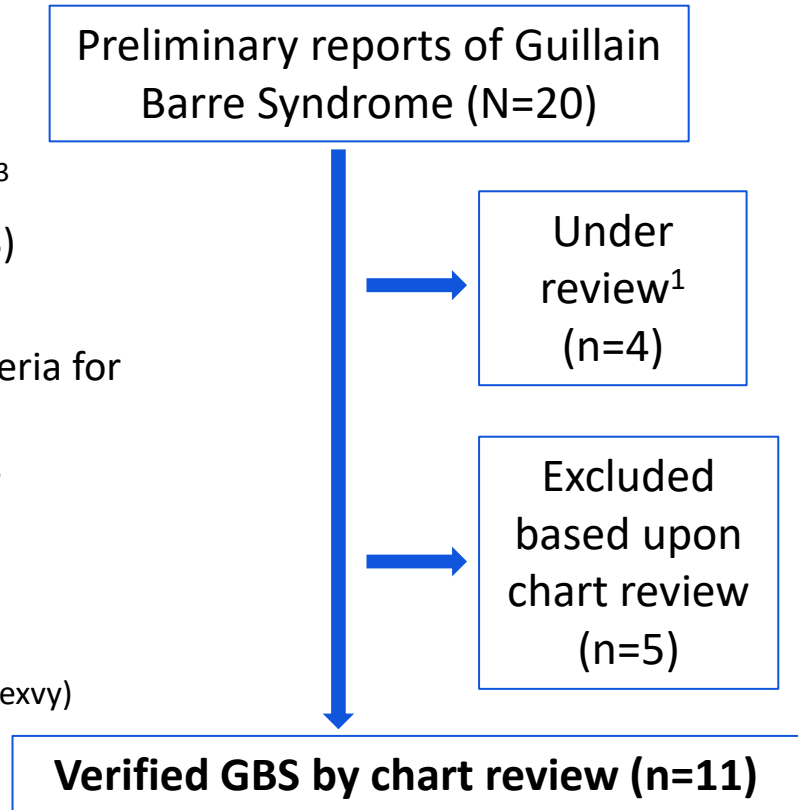 Preliminary reports of Guillain
Barre Syndrome (N=20)
3
)
eria for
exvy)
Under
review¹
(n=4)
Excluded
based upon
chart review
(n=5)
Verified GBS by chart review (n=11)